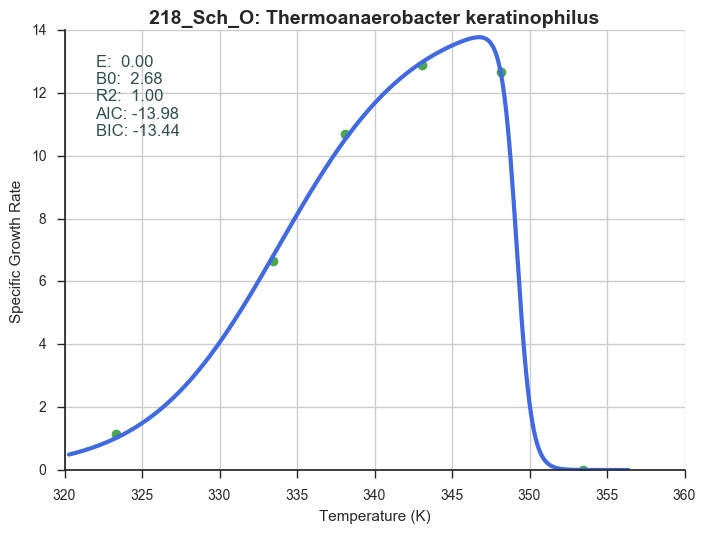 218_Sch_O: Thermoanaerobacter keratinophilus
E: 0.00
B0: 2.68
R2: 1.00
AIC: -13.98
BIC: -13.44
Specific Growth Rate
14
12
10
8
6
4
2
0
320 325 330 335 340 345 350 355 360
Temperature (K)